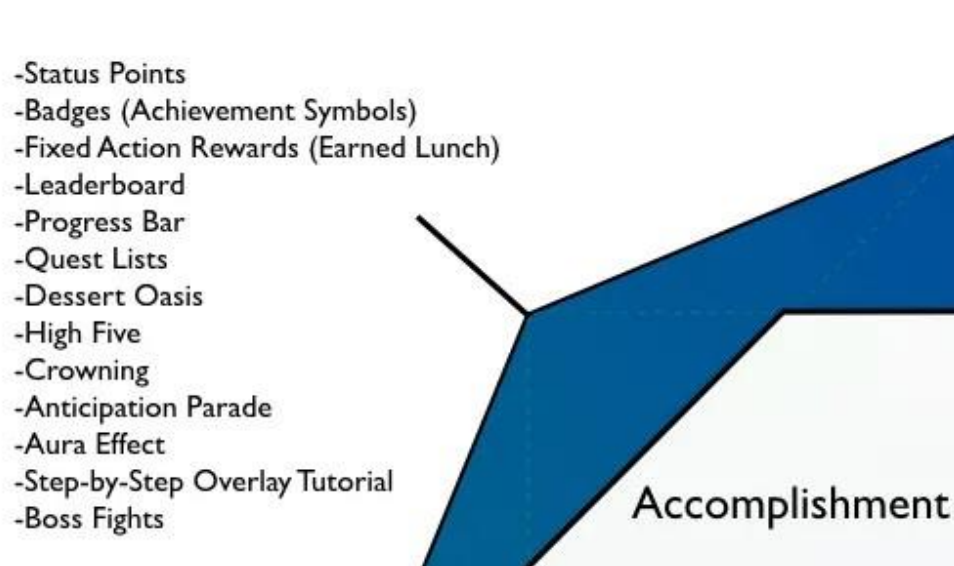 -Status Points
-Badges (Achievement Symbols)
-Fixed Action Rewards (Earned Lunch)
-Leaderboard
-Progress Bar
-Quest Lists
-Dessert Oasis
-High Five
-Crowning
-Anticipation Parade
-Aura Effect
-Step-by-Step Overlay Tutorial
-Boss Fights
Accomplishment